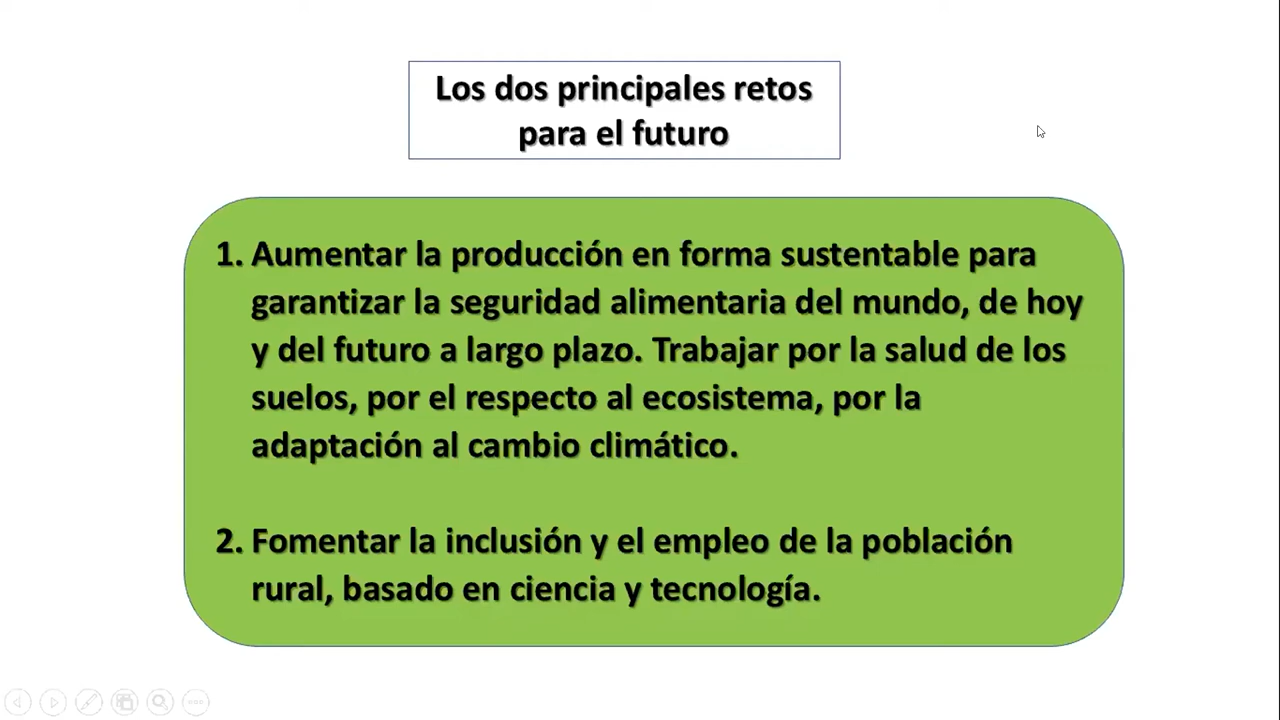 Los dos principales retos
para el futuro
1. Aumentar la producción en forma sustentable para
garantizar la seguridad alimentaria del mundo, de hoy
y del futuro a largo plazo. Trabajar por la salud de los
suelos, por el respecto al ecosistema, por la
adaptación al cambio climático.
2. Fomentar la inclusión y el empleo de la población
rural, basado en ciencia y tecnología.